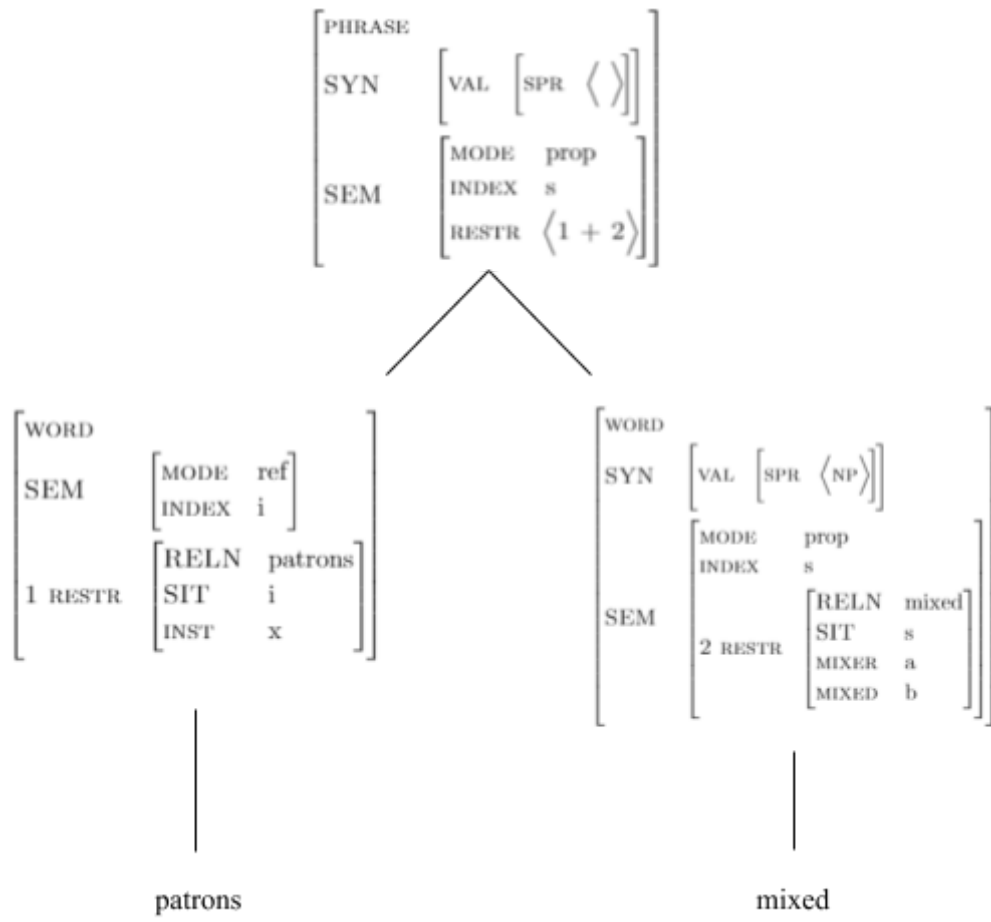 PHRASE
SYN VAL SPR ⟨ ⟩
SEM MODE prop
INDEX s
RESTR ⟨1 + 2⟩
WORD
SEM MODE ref
INDEX i
1 RESTR RELN patrons
SIT i
INST x
WORD
SYN VAL SPR ⟨NP⟩
SEM MODE prop
INDEX s
2 RESTR RELN mixed
SIT s
MIXER a
MIXED b
patrons
mixed